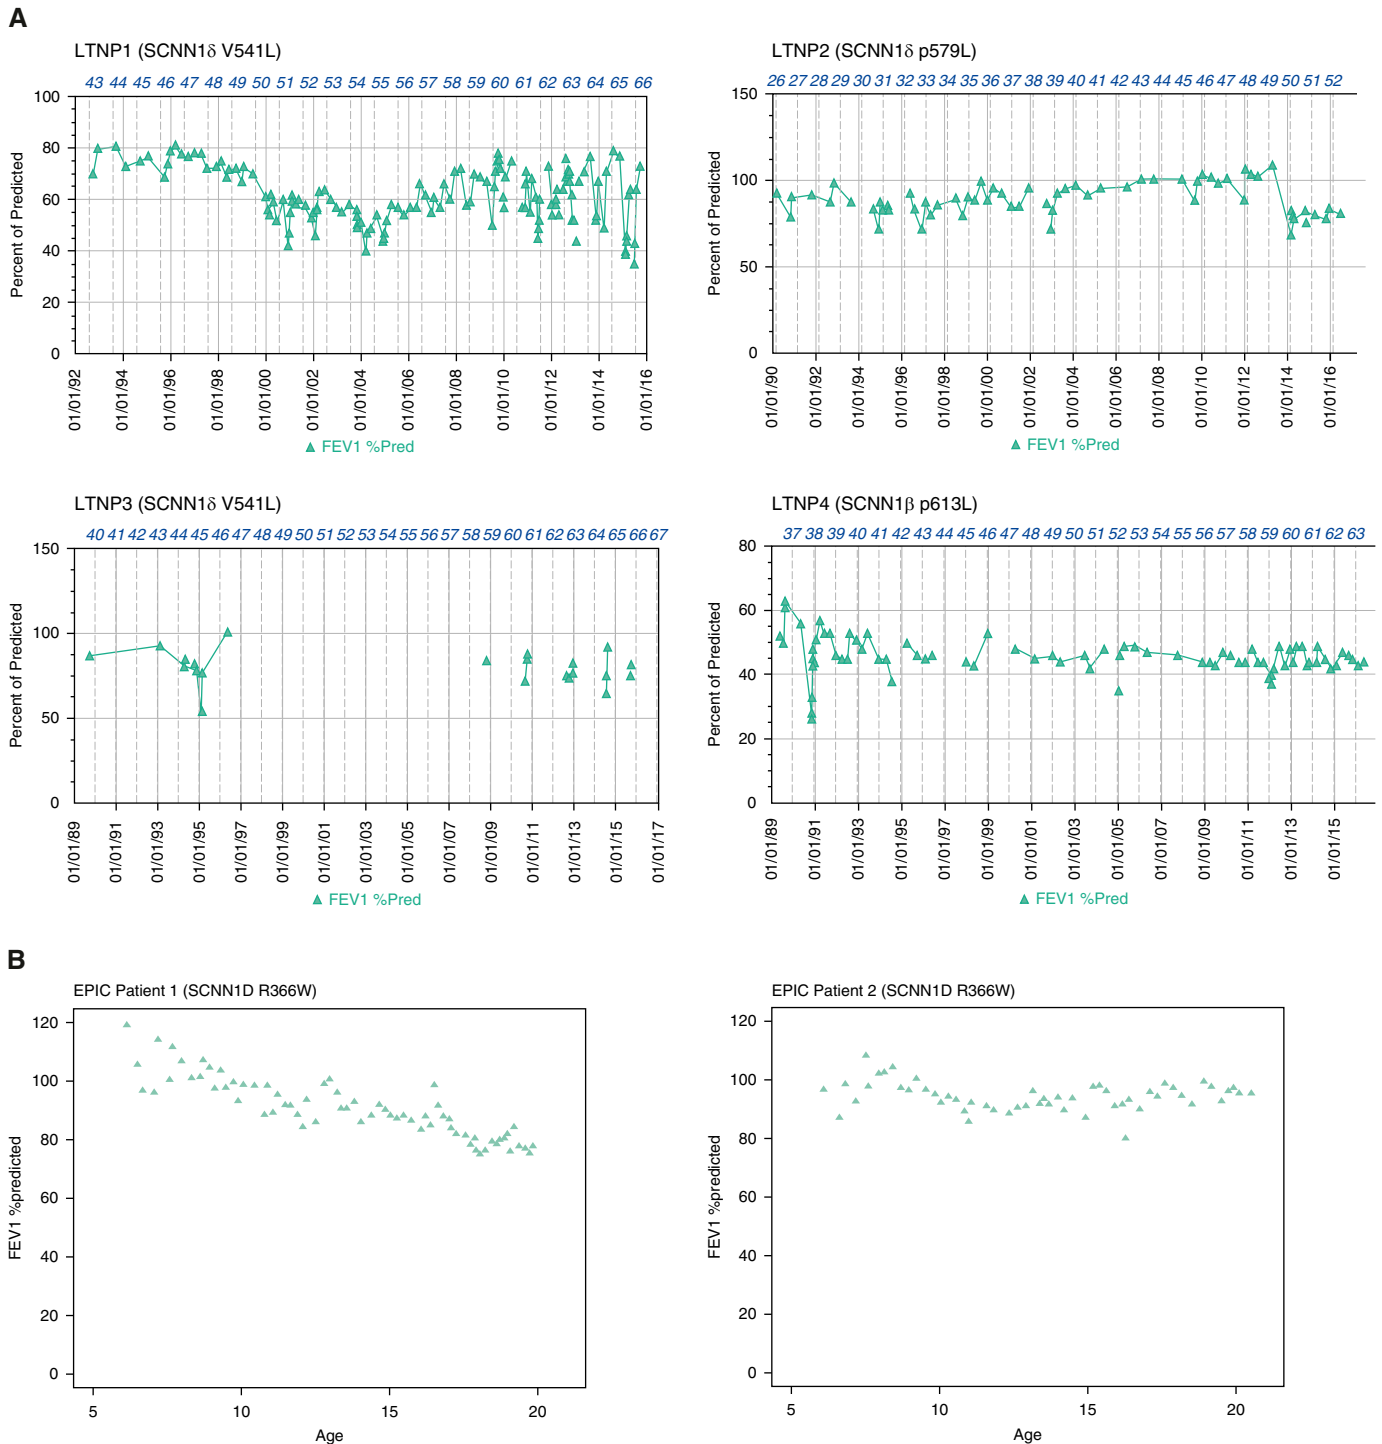 A
LTNP1 (SCNN1δ V541L)
43 44 45 46 47 48 49 50 51 52 53 54 55 56 57 58 59 60 61 62 63 64 65 66
Percent of Predicted
100
80
60
40
20
0
01/01/92 01/01/94 01/01/96 01/01/98 01/01/00 01/01/02 01/01/04 01/01/06 01/01/08 01/01/10 01/01/12 01/01/14 01/01/16
FEV1 %Pred
LTNP2 (SCNN1δ p579L)
26 27 28 29 30 31 32 33 34 35 36 37 38 39 40 41 42 43 44 45 46 47 48 49 50 51 52
Percent of Predicted
150
100
50
0
01/01/90 01/01/92 01/01/94 01/01/96 01/01/98 01/01/00 01/01/02 01/01/04 01/01/06 01/01/08 01/01/10 01/01/12 01/01/14 01/01/16
FEV1 %Pred
LTNP3 (SCNN1δ V541L)
40 41 42 43 44 45 46 47 48 49 50 51 52 53 54 55 56 57 58 59 60 61 62 63 64 65 66 67
Percent of Predicted
150
100
50
0
01/01/89 01/01/91 01/01/93 01/01/95 01/01/97 01/01/99 01/01/01 01/01/03 01/01/05 01/01/07 01/01/09 01/01/11 01/01/13 01/01/15 01/01/17
FEV1 %Pred
LTNP4 (SCNN1β p613L)
37 38 39 40 41 42 43 44 45 46 47 48 49 50 51 52 53 54 55 56 57 58 59 60 61 62 63
Percent of Predicted
80
60
40
20
0
01/01/89 01/01/91 01/01/93 01/01/95 01/01/97 01/01/99 01/01/01 01/01/03 01/01/05 01/01/07 01/01/09 01/01/11 01/01/13 01/01/15
FEV1 %Pred
B
EPIC Patient 1 (SCNN1D R366W)
FEV1 %predicted
120
100
80
60
40
20
0
5 10 15 20
Age
EPIC Patient 2 (SCNN1D R366W)
FEV1 %predicted
120
100
80
60
40
20
0
5 10 15 20
Age